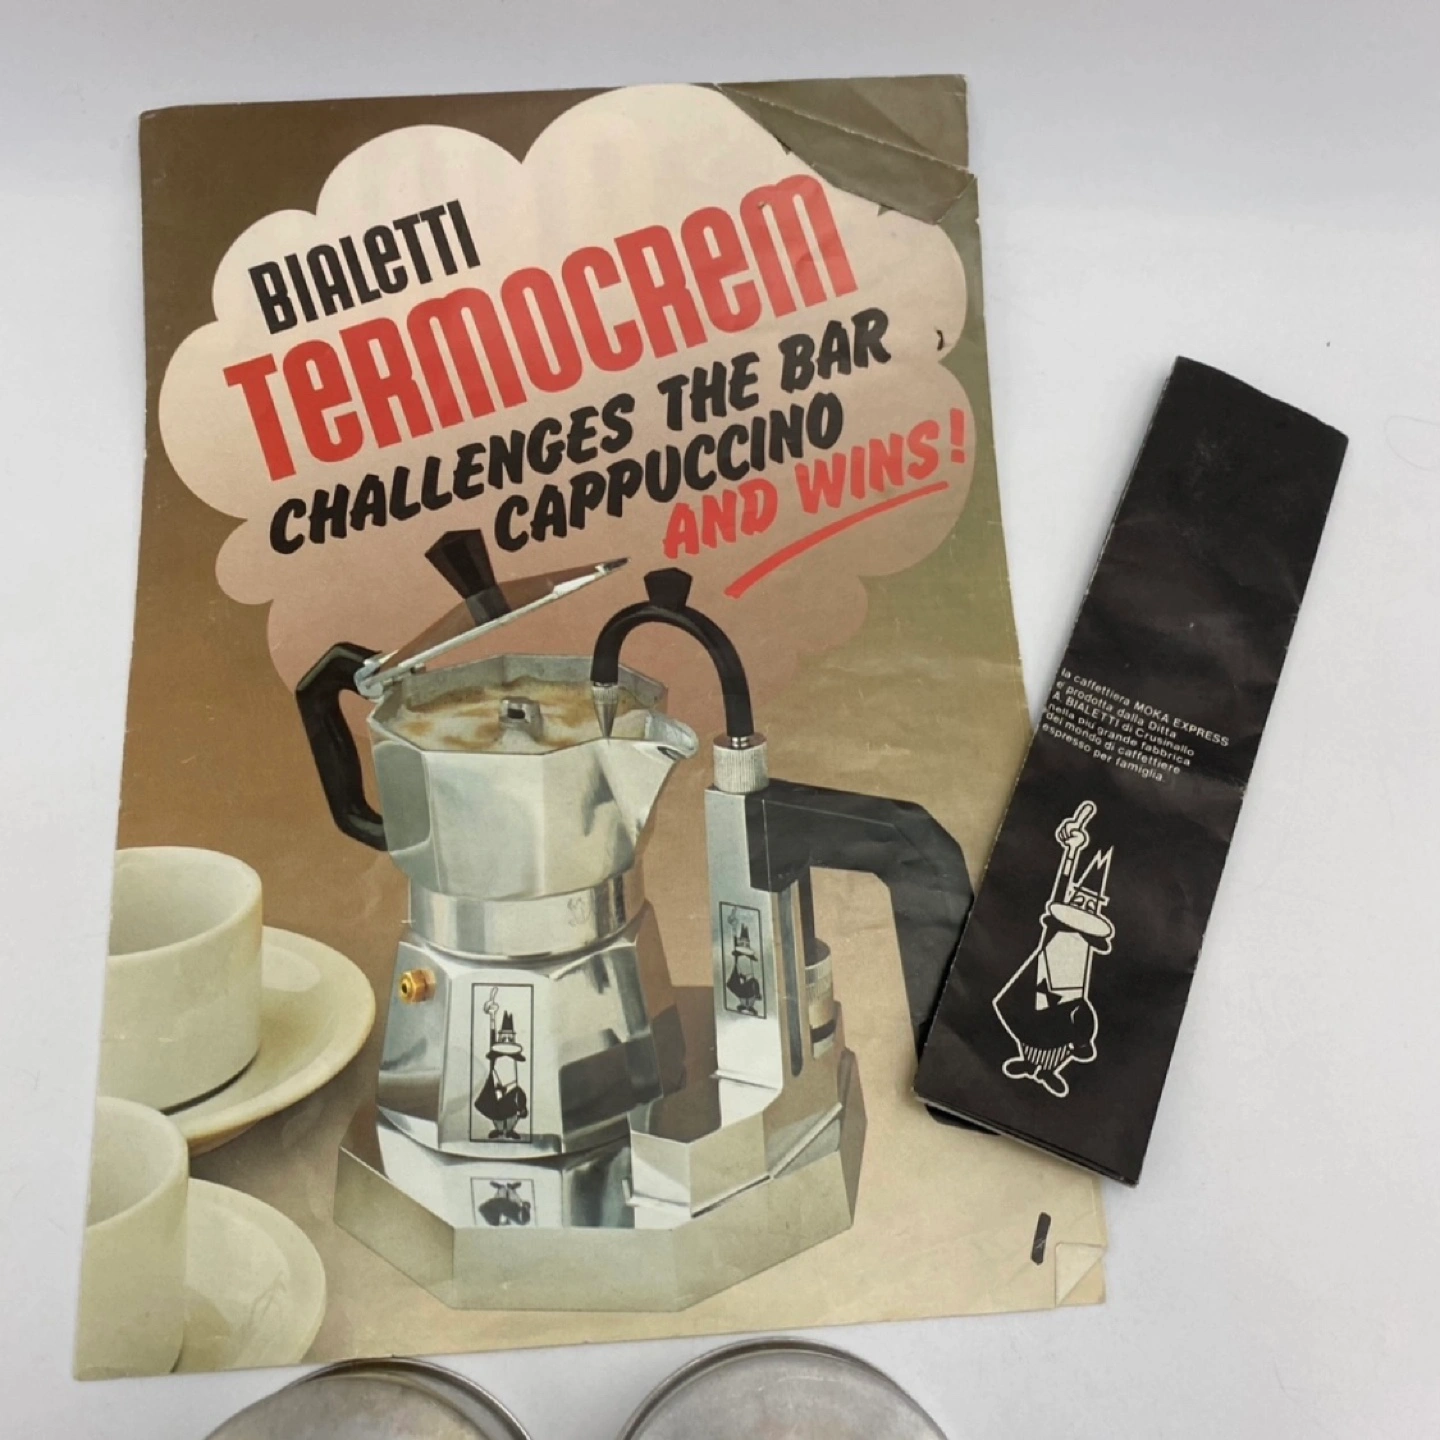 BIALETTI
TERMOCREM
CHALLENGES THE BAR
CAPPUCCINO
AND WINS!
la caffettiera MOKA EXPRESS
è prodotta dalla Ditta
A. BIALETTI di Crusinallo
nella più grande fabbrica
del mondo di caffettiere
espresso per famiglia.